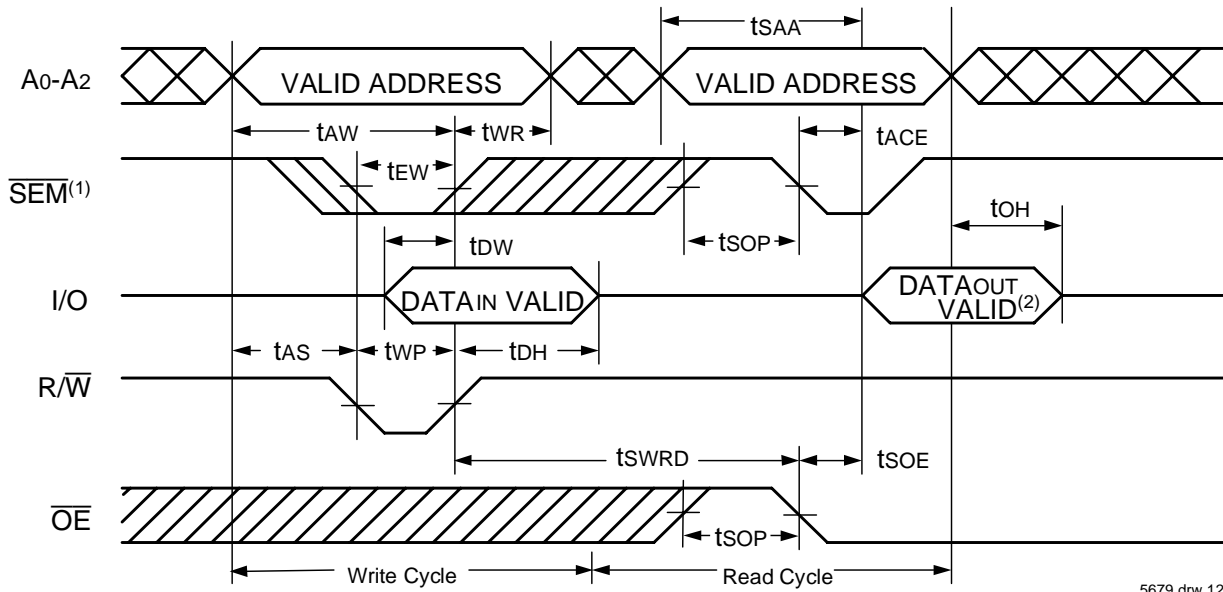 tSAA
A0-A2 VALID ADDRESS VALID ADDRESS
tAW tWR tACE
tEW
SEM(1)
tSOP tOH
tDW
I/O DATAIN VALID DATAOUT
VALID(2)
tAS tWP tDH
R/W
tSWRD tSOE
OE
tSOP
Write Cycle Read Cycle
5679 drw 12